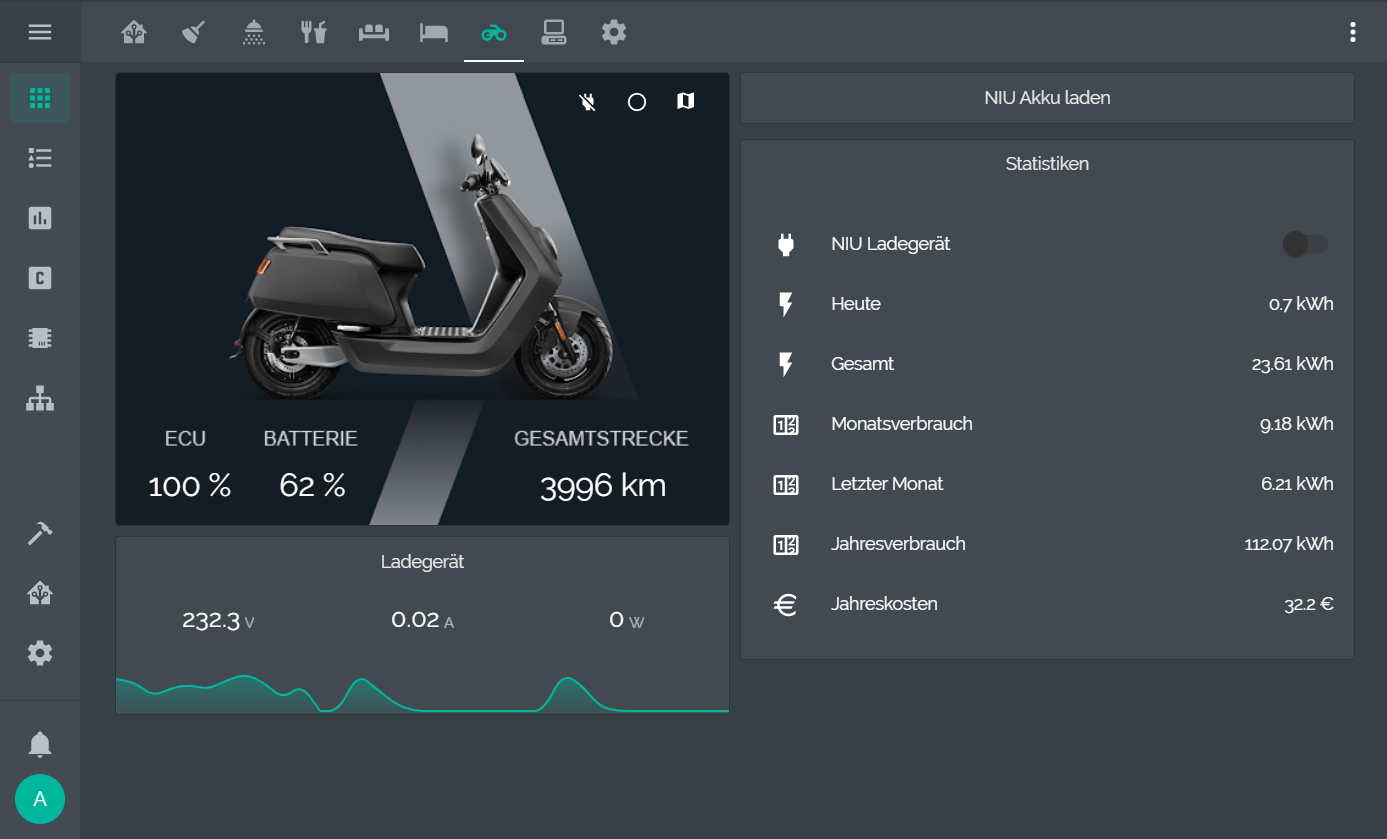 NIU Akku laden
Statistiken
NIU Ladegerät
Heute 0.7 kWh
Gesamt 23.61 kWh
Monatsverbrauch 9.18 kWh
Letzter Monat 6.21 kWh
Jahresverbrauch 112.07 kWh
Jahreskosten 32.2 €
ECU BATTERIE GESAMTSTRECKE
100 % 62 % 3996 km
Ladegerät
232.3 V 0.02 A 0 W
A